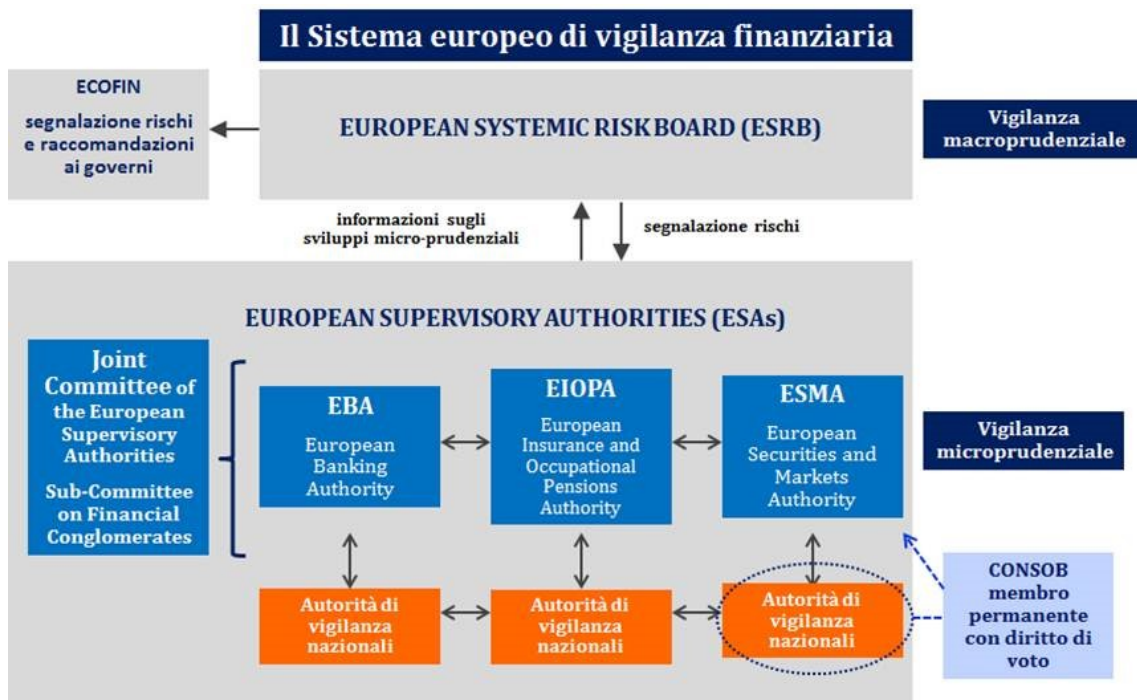 Il Sistema europeo di vigilanza finanziaria
ECOFIN
segnalazione rischi
e raccomandazioni
ai governi
EUROPEAN SYSTEMIC RISK BOARD (ESRB)
Vigilanza
macroprudenziale
informazioni sugli
sviluppi micro-prudenziali
segnalazione rischi
EUROPEAN SUPERVISORY AUTHORITIES (ESAs)
Joint
Committee of
the European
Supervisory
Authorities
Sub-Committee
on Financial
Conglomerates
EBA
European
Banking
Authority
EIOPA
European
Insurance and
Occupational
Pensions
Authority
ESMA
European
Securities and
Markets
Authority
Vigilanza
microprudenziale
Autorità di
vigilanza
nazionali
Autorità di
vigilanza
nazionali
Autorità di
vigilanza
nazionali
CONSOB
membro
permanente
con diritto di
voto